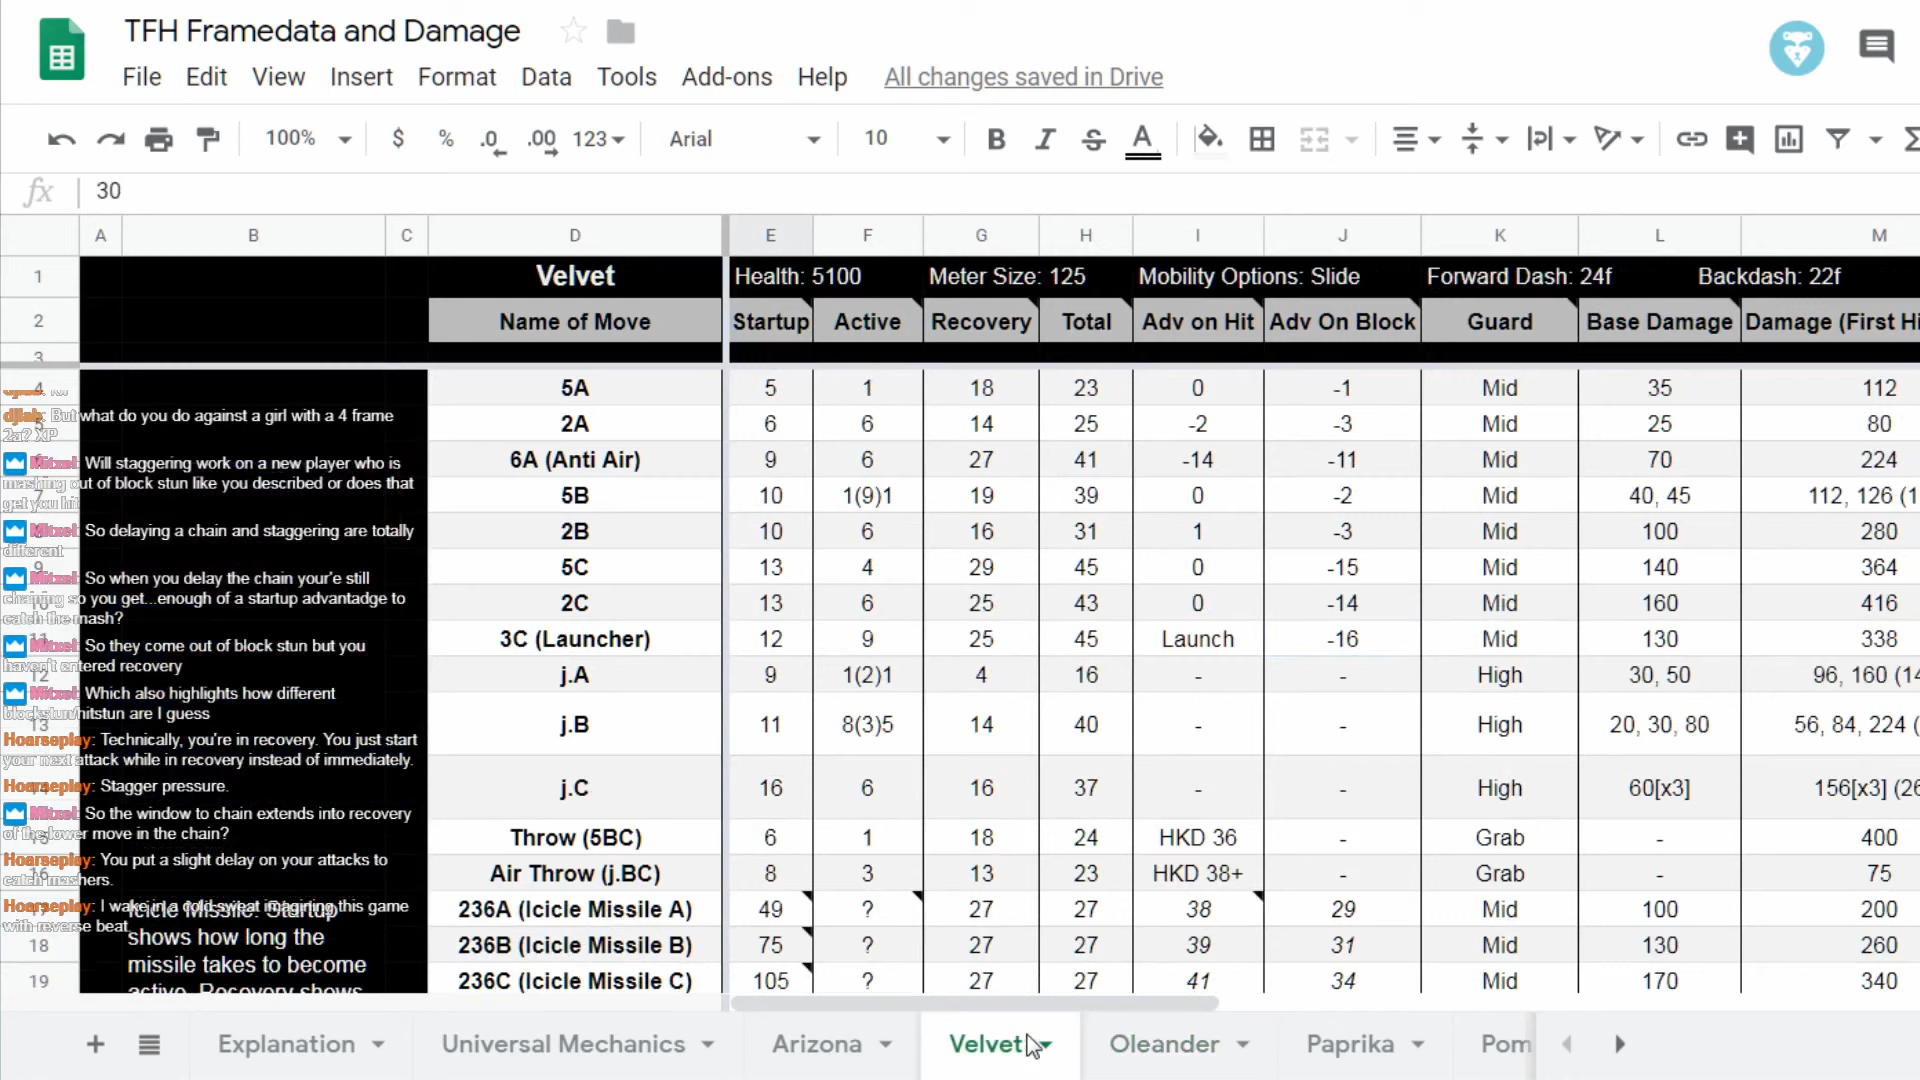 TFH Framedata and Damage
File Edit View Insert Format Data Tools Add-ons Help All changes saved in Drive
100% $ % .0 .00 123 Arial 10 B I S A
fx 30
A B C D E F G H I J K L M
1 Velvet Health: 5100 Meter Size: 125 Mobility Options: Slide Forward Dash: 24f Backdash: 22f
2 Name of Move Startup Active Recovery Total Adv on Hit Adv On Block Guard Base Damage Damage (First Hi
3
4 5A 5 1 18 23 0 -1 Mid 35 112
2A 6 6 14 25 -2 -3 Mid 25 80
6A (Anti Air) 9 6 27 41 -14 -11 Mid 70 224
7 5B 10 1(9)1 19 39 0 -2 Mid 40, 45 112, 126 (1
2B 10 6 16 31 1 -3 Mid 100 280
9 5C 13 4 29 45 0 -15 Mid 140 364
10 2C 13 6 25 43 0 -14 Mid 160 416
11 3C (Launcher) 12 9 25 45 Launch -16 Mid 130 338
12 j.A 9 1(2)1 4 16 - - High 30, 50 96, 160 (14
13 j.B 11 8(3)5 14 40 - - High 20, 30, 80 56, 84, 224 (
14 j.C 16 6 16 37 - - High 60[x3] 156[x3] (26
15 Throw (5BC) 6 1 18 24 HKD 36 - Grab - 400
16 Air Throw (j.BC) 8 3 13 23 HKD 38+ - Grab - 75
17 236A (Icicle Missile A) 49 ? 27 27 38 29 Mid 100 200
18 236B (Icicle Missile B) 75 ? 27 27 39 31 Mid 130 260
19 236C (Icicle Missile C) 105 ? 27 27 41 34 Mid 170 340
djlab: But what do you do against a girl with a 4 frame
2a? XP
Mitzel: Will staggering work on a new player who is
mashing out of block stun like you described or does that
get you hit
Mitzel: So delaying a chain and staggering are totally
different
Mitzel: So when you delay the chain your'e still
chaining so you get...enough of a startup advantadge to
catch the mash?
Mitzel: So they come out of block stun but you
haven't entered recovery
Mitzel: Which also highlights how different
blockstun/hitstun are I guess
Hoarseplay: Technically, you're in recovery. You just start
your next attack while in recovery instead of immediately.
Hoarseplay: Stagger pressure.
Mitzel: So the window to chain extends into recovery
of the lower move in the chain?
Hoarseplay: You put a slight delay on your attacks to
catch mashers.
Hoarseplay: I wake in a cold sweat imagining this game
with reverse beat.
Icicle Missile: Startup
shows how long the
missile takes to become
active. Recovery shows
+ Explanation Universal Mechanics Arizona Velvet Oleander Paprika Pom